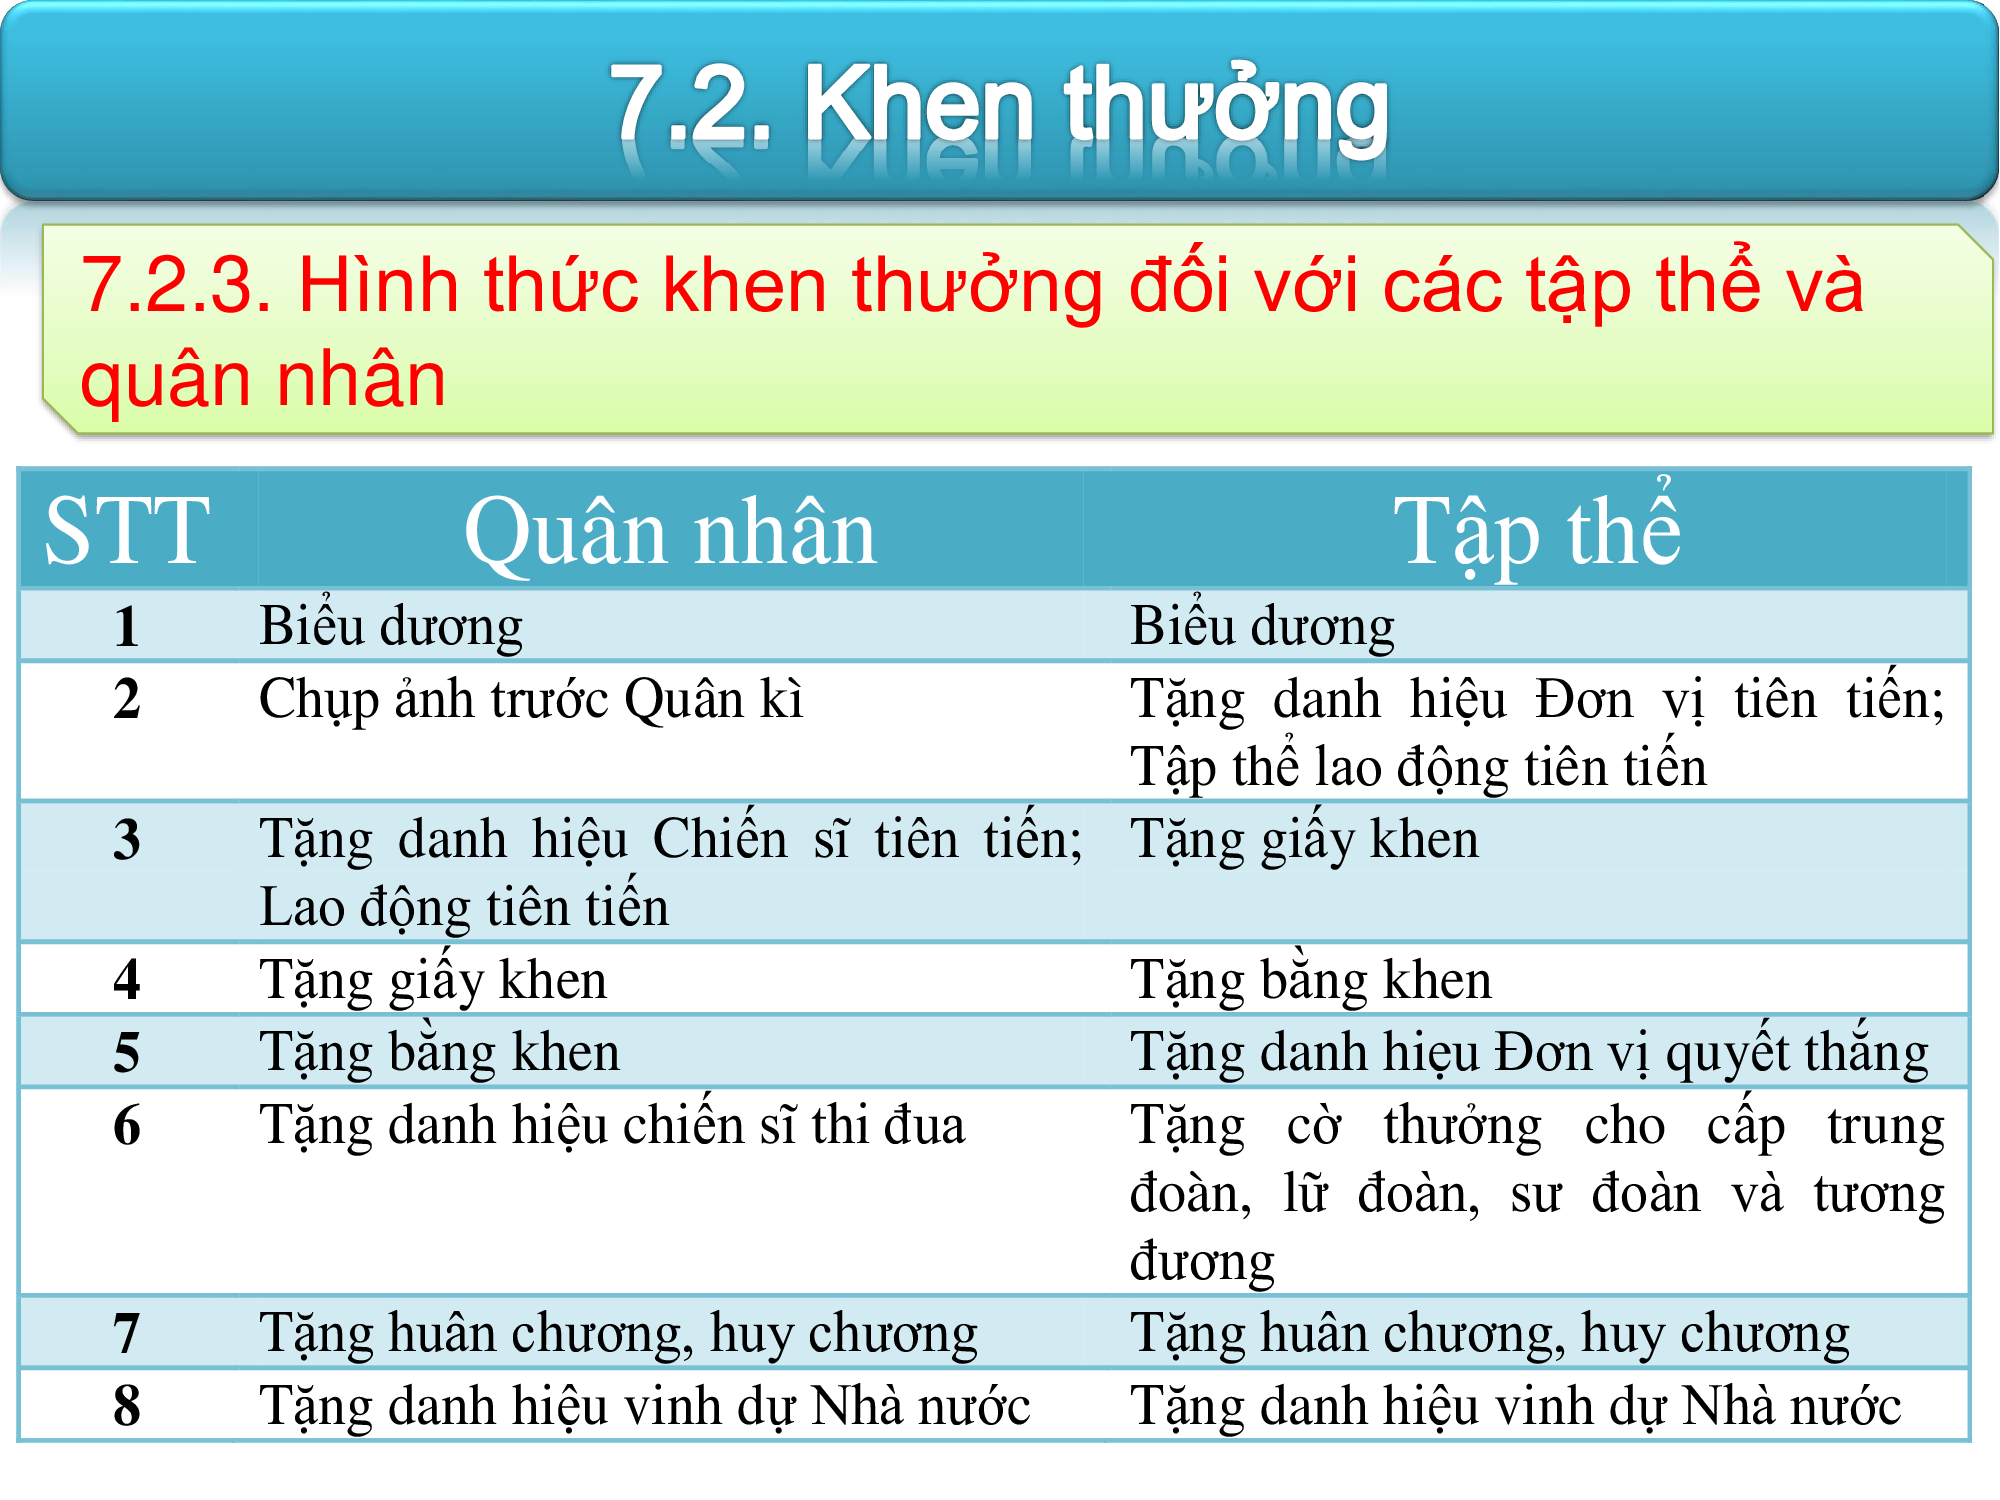 7.2. Khen thưởng
7.2.3. Hình thức khen thưởng đối với các tập thể và
quân nhân
STT Quân nhân Tập thể
1 Biểu dương Biểu dương
2 Chụp ảnh trước Quân kì Tặng danh hiệu Đơn vị tiên tiến;
Tập thể lao động tiên tiến
3 Tặng danh hiệu Chiến sĩ tiên tiến; Tặng giấy khen
Lao động tiên tiến
4 Tặng giấy khen Tặng bằng khen
5 Tặng bằng khen Tặng danh hiẹu Đơn vị quyết thắng
6 Tặng danh hiệu chiến sĩ thi đua Tặng cờ thưởng cho cấp trung
đoàn, lữ đoàn, sư đoàn và tương
đương
7 Tặng huân chương, huy chương Tặng huân chương, huy chương
8 Tặng danh hiệu vinh dự Nhà nước Tặng danh hiệu vinh dự Nhà nước